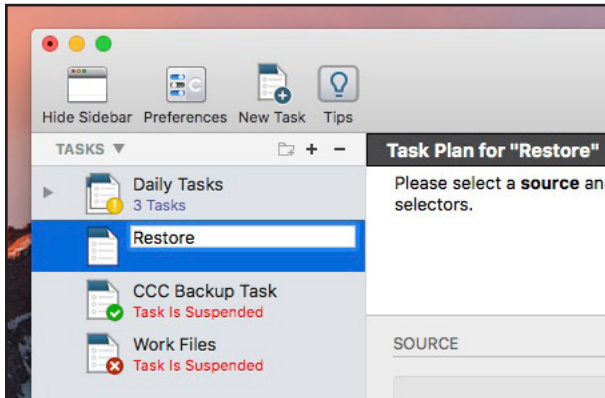 Hide Sidebar Preferences New Task Tips
TASKS ▼ + −
Task Plan for "Restore"
Daily Tasks
3 Tasks
Please select a source an
selectors.
Restore
CCC Backup Task
Task Is Suspended
Work Files
Task Is Suspended
SOURCE